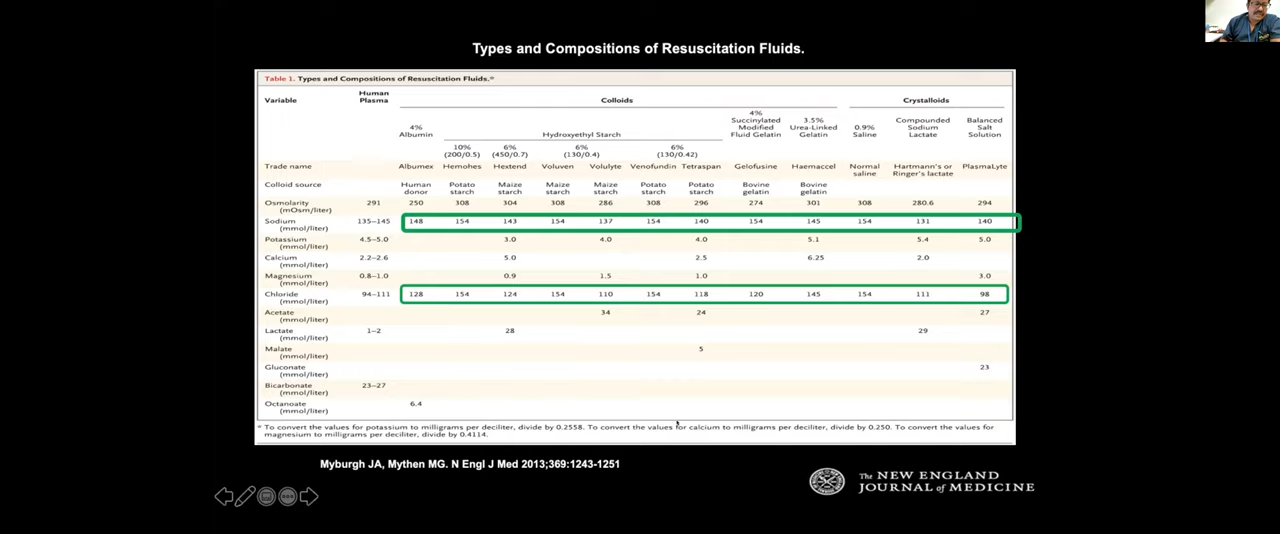 Types and Compositions of Resuscitation Fluids.
Table 1. Types and Compositions of Resuscitation Fluids.*
Variable Human Plasma Colloids Crystalloids
4% Albumin Hydroxyethyl Starch 4% Succinylated Modified Fluid Gelatin 3.5% Urea-Linked Gelatin 0.9% Saline Compounded Sodium Lactate Balanced Salt Solution
10% (200/0.5) 6% (450/0.7) 6% (130/0.4) 6% (130/0.42)
Trade name Albumex Hemohes Hextend Voluven Volulyte Venofundin Tetraspan Gelofusine Haemaccel Normal saline Hartmann's or Ringer's lactate PlasmaLyte
Colloid source Human donor Potato starch Maize starch Maize starch Maize starch Potato starch Potato starch Bovine gelatin Bovine gelatin
Osmolarity (mOsm/liter) 291 250 308 304 308 286 308 296 274 301 308 280.6 294
Sodium (mmol/liter) 135–145 148 154 143 154 137 154 140 154 145 154 131 140
Potassium (mmol/liter) 4.5–5.0 3.0 4.0 4.0 5.1 5.4 5.0
Calcium (mmol/liter) 2.2–2.6 5.0 2.5 6.25 2.0
Magnesium (mmol/liter) 0.8–1.0 0.9 1.5 1.0 3.0
Chloride (mmol/liter) 94–111 128 154 124 154 110 154 118 120 145 154 111 98
Acetate (mmol/liter) 34 24 27
Lactate (mmol/liter) 1–2 28 29
Malate (mmol/liter) 5
Gluconate (mmol/liter) 23
Bicarbonate (mmol/liter) 23–27
Octanoate (mmol/liter) 6.4
* To convert the values for potassium to milligrams per deciliter, divide by 0.2558. To convert the values for calcium to milligrams per deciliter, divide by 0.250. To convert the values for
magnesium to milligrams per deciliter, divide by 0.4114.
Myburgh JA, Mythen MG. N Engl J Med 2013;369:1243-1251
The NEW ENGLAND
JOURNAL of MEDICINE